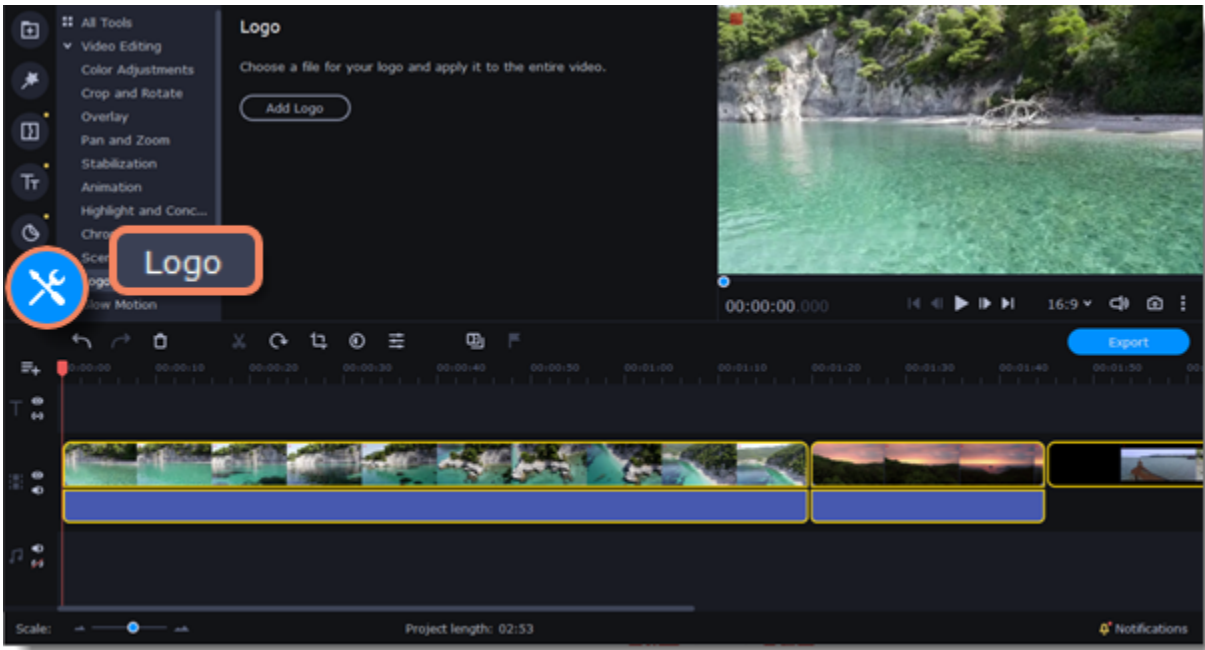 All Tools
Video Editing
Color Adjustments
Crop and Rotate
Overlay
Pan and Zoom
Stabilization
Animation
Highlight and Conc...
Logo
Motion
Logo
Choose a file for your logo and apply it to the entire video.
Add Logo
00:00:00.000
16:9
Export
0:00:00 00:00:10 00:00:20 00:00:30 00:00:40 00:00:50 00:01:00 00:01:10 00:01:20 00:01:30 00:01:40 00:01:50
Scale:
Project length: 02:53
Notifications